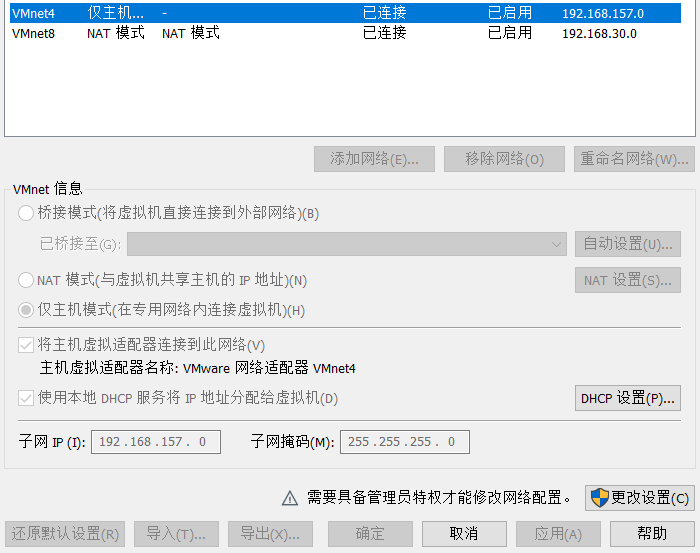 VMnet4 仅主机... - 已连接 已启用 192.168.157.0
VMnet8 NAT 模式 NAT 模式 已连接 已启用 192.168.30.0
添加网络(E)... 移除网络(O) 重命名网络(W)...
VMnet 信息
桥接模式(将虚拟机直接连接到外部网络)(B)
已桥接至(G): 自动设置(U)...
NAT 模式(与虚拟机共享主机的 IP 地址)(N) NAT 设置(S)...
仅主机模式(在专用网络内连接虚拟机)(H)
将主机虚拟适配器连接到此网络(V)
主机虚拟适配器名称: VMware 网络适配器 VMnet4
使用本地 DHCP 服务将 IP 地址分配给虚拟机(D) DHCP 设置(P)...
子网 IP (I): 192 . 168 . 157 . 0 子网掩码(M): 255 . 255 . 255 . 0
需要具备管理员特权才能修改网络配置。 更改设置(C)
还原默认设置(R) 导入(T)... 导出(X)... 确定 取消 应用(A) 帮助